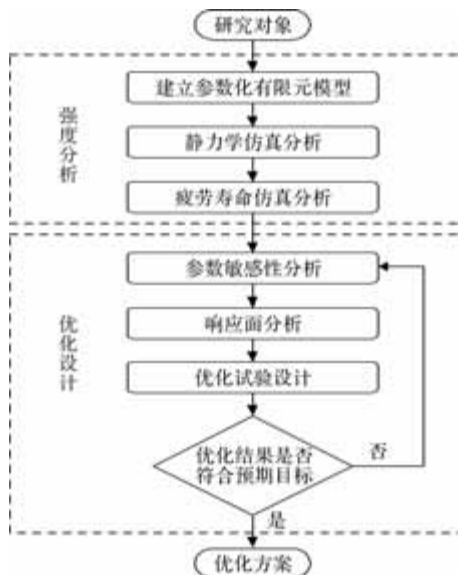 研究对象
强度分析
建立参数化有限元模型
静力学仿真分析
疲劳寿命仿真分析
优化设计
参数敏感性分析
响应面分析
优化试验设计
优化结果是否
符合预期目标
否
是
优化方案